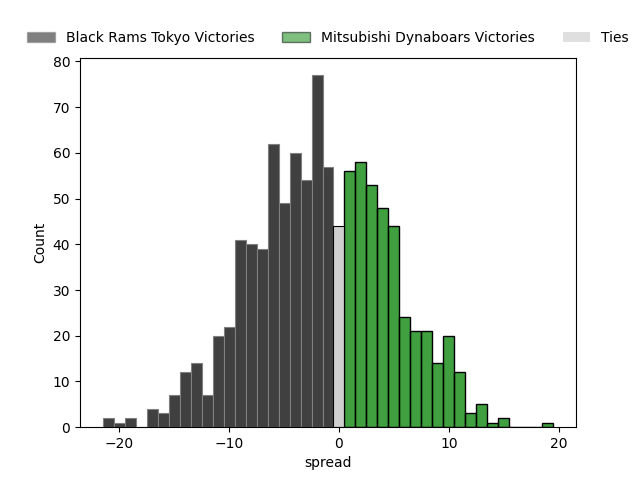 Black Rams Tokyo Victories Mitsubishi Dynaboars Victories Ties
80
70
60
50
40
30
20
10
0
Count
−20 −10 0 10 20
spread